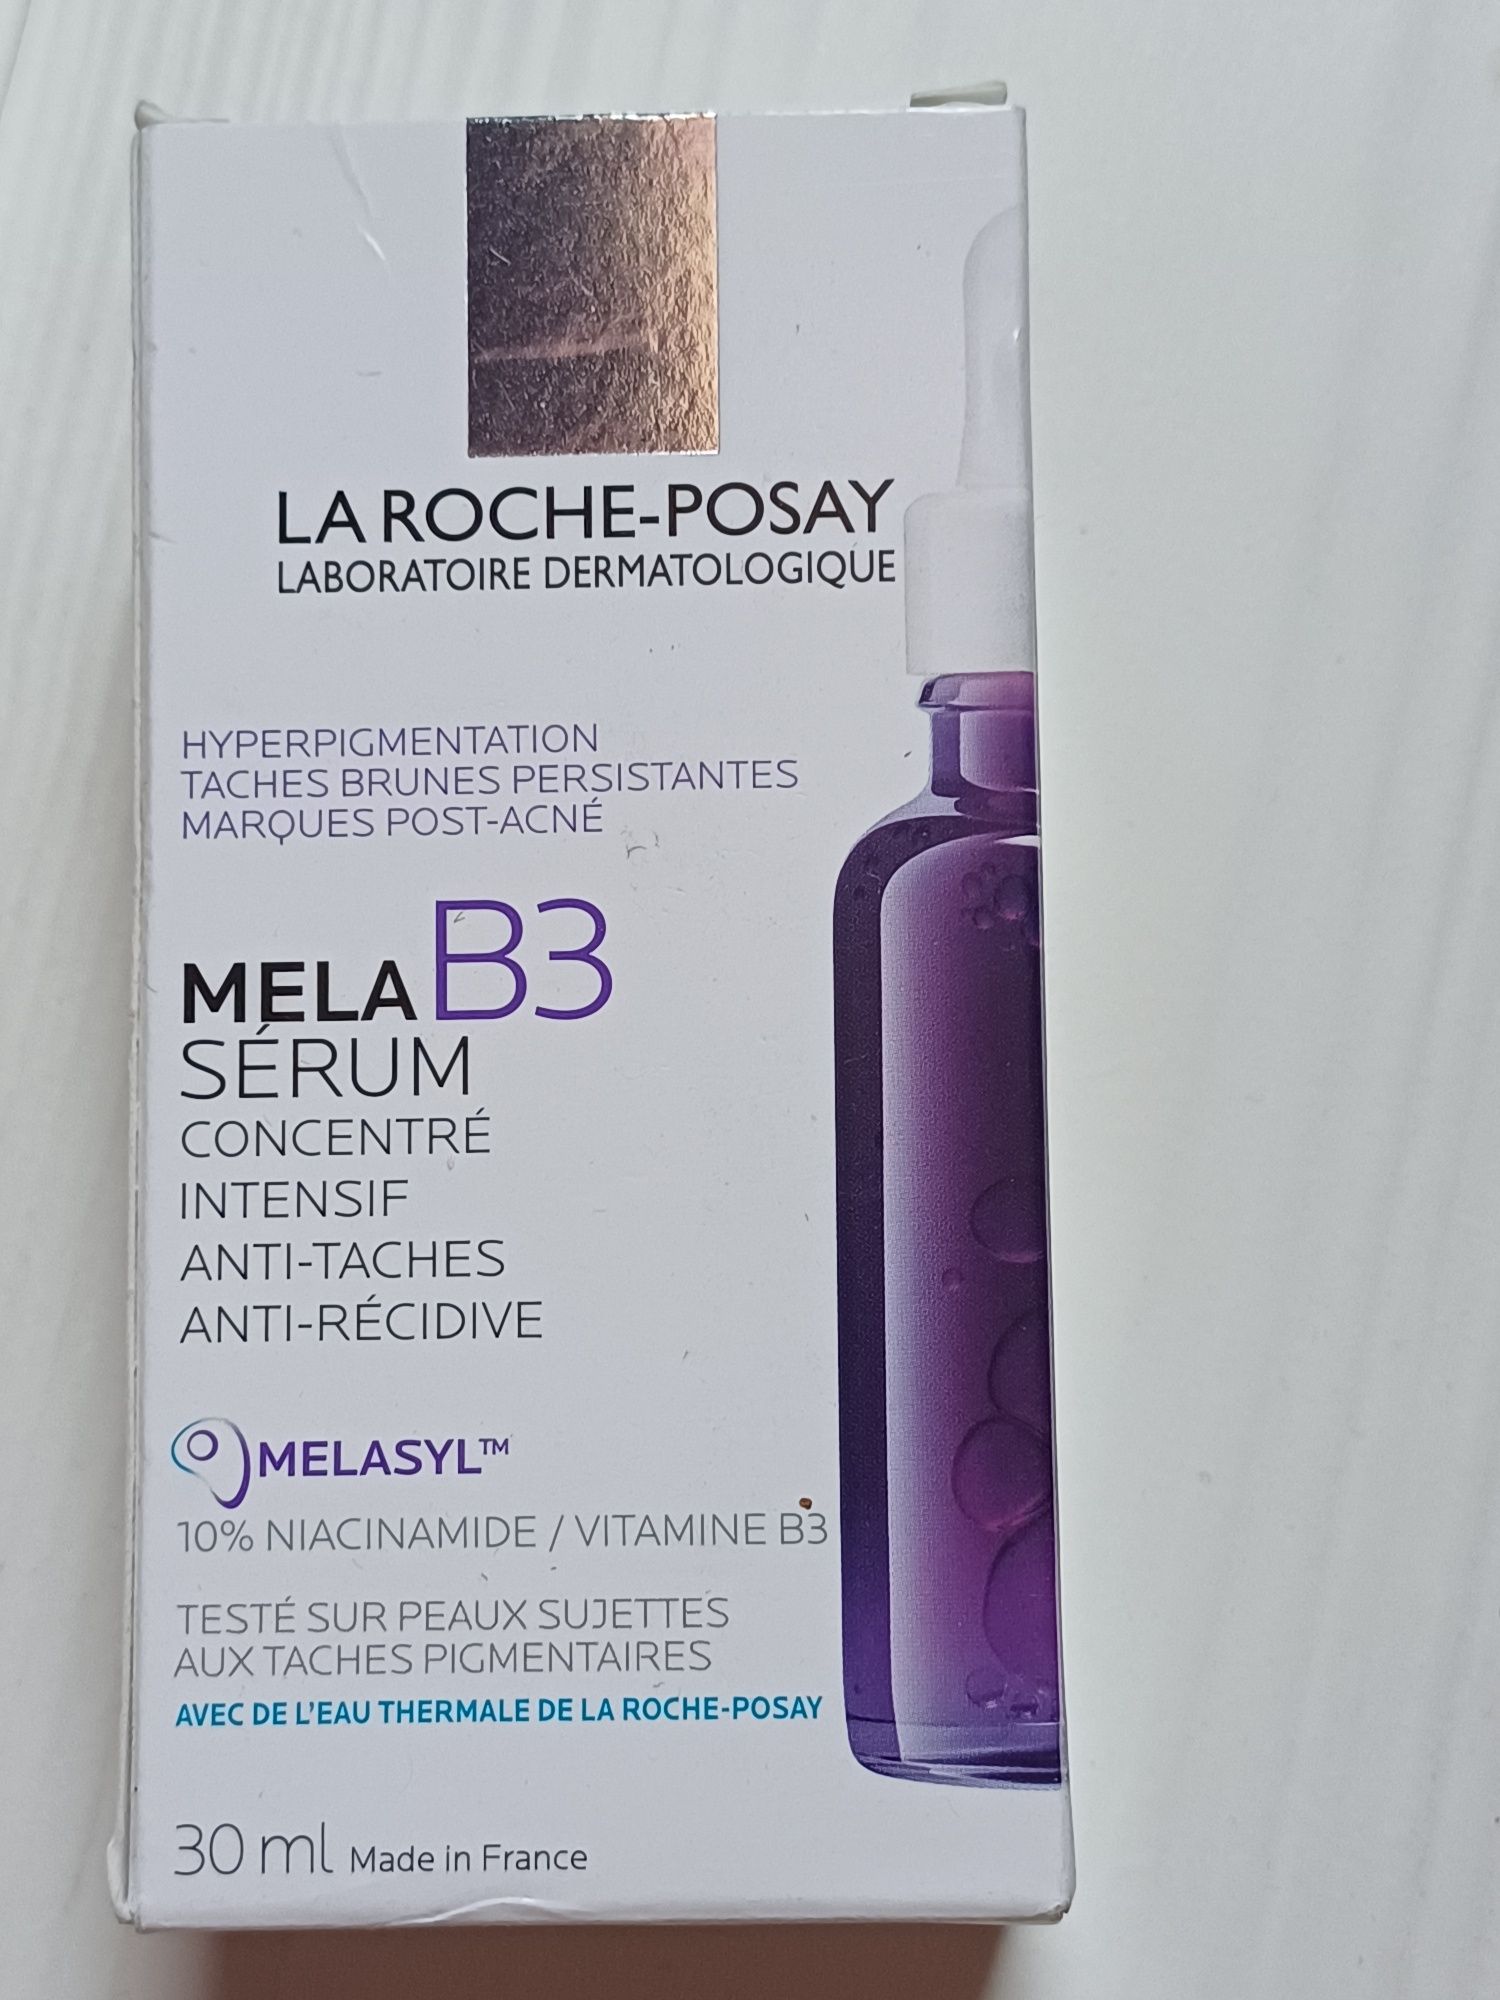 LA ROCHE-POSAY
LABORATOIRE DERMATOLOGIQUE
HYPERPIGMENTATION
TACHES BRUNES PERSISTANTES
MARQUES POST-ACNÉ
MELA B3
SÉRUM
CONCENTRÉ
INTENSIF
ANTI-TACHES
ANTI-RÉCIDIVE
MELASYL™
10% NIACINAMIDE / VITAMINE B3
TESTÉ SUR PEAUX SUJETTES
AUX TACHES PIGMENTAIRES
AVEC DE L'EAU THERMALE DE LA ROCHE-POSAY
30 ml Made in France